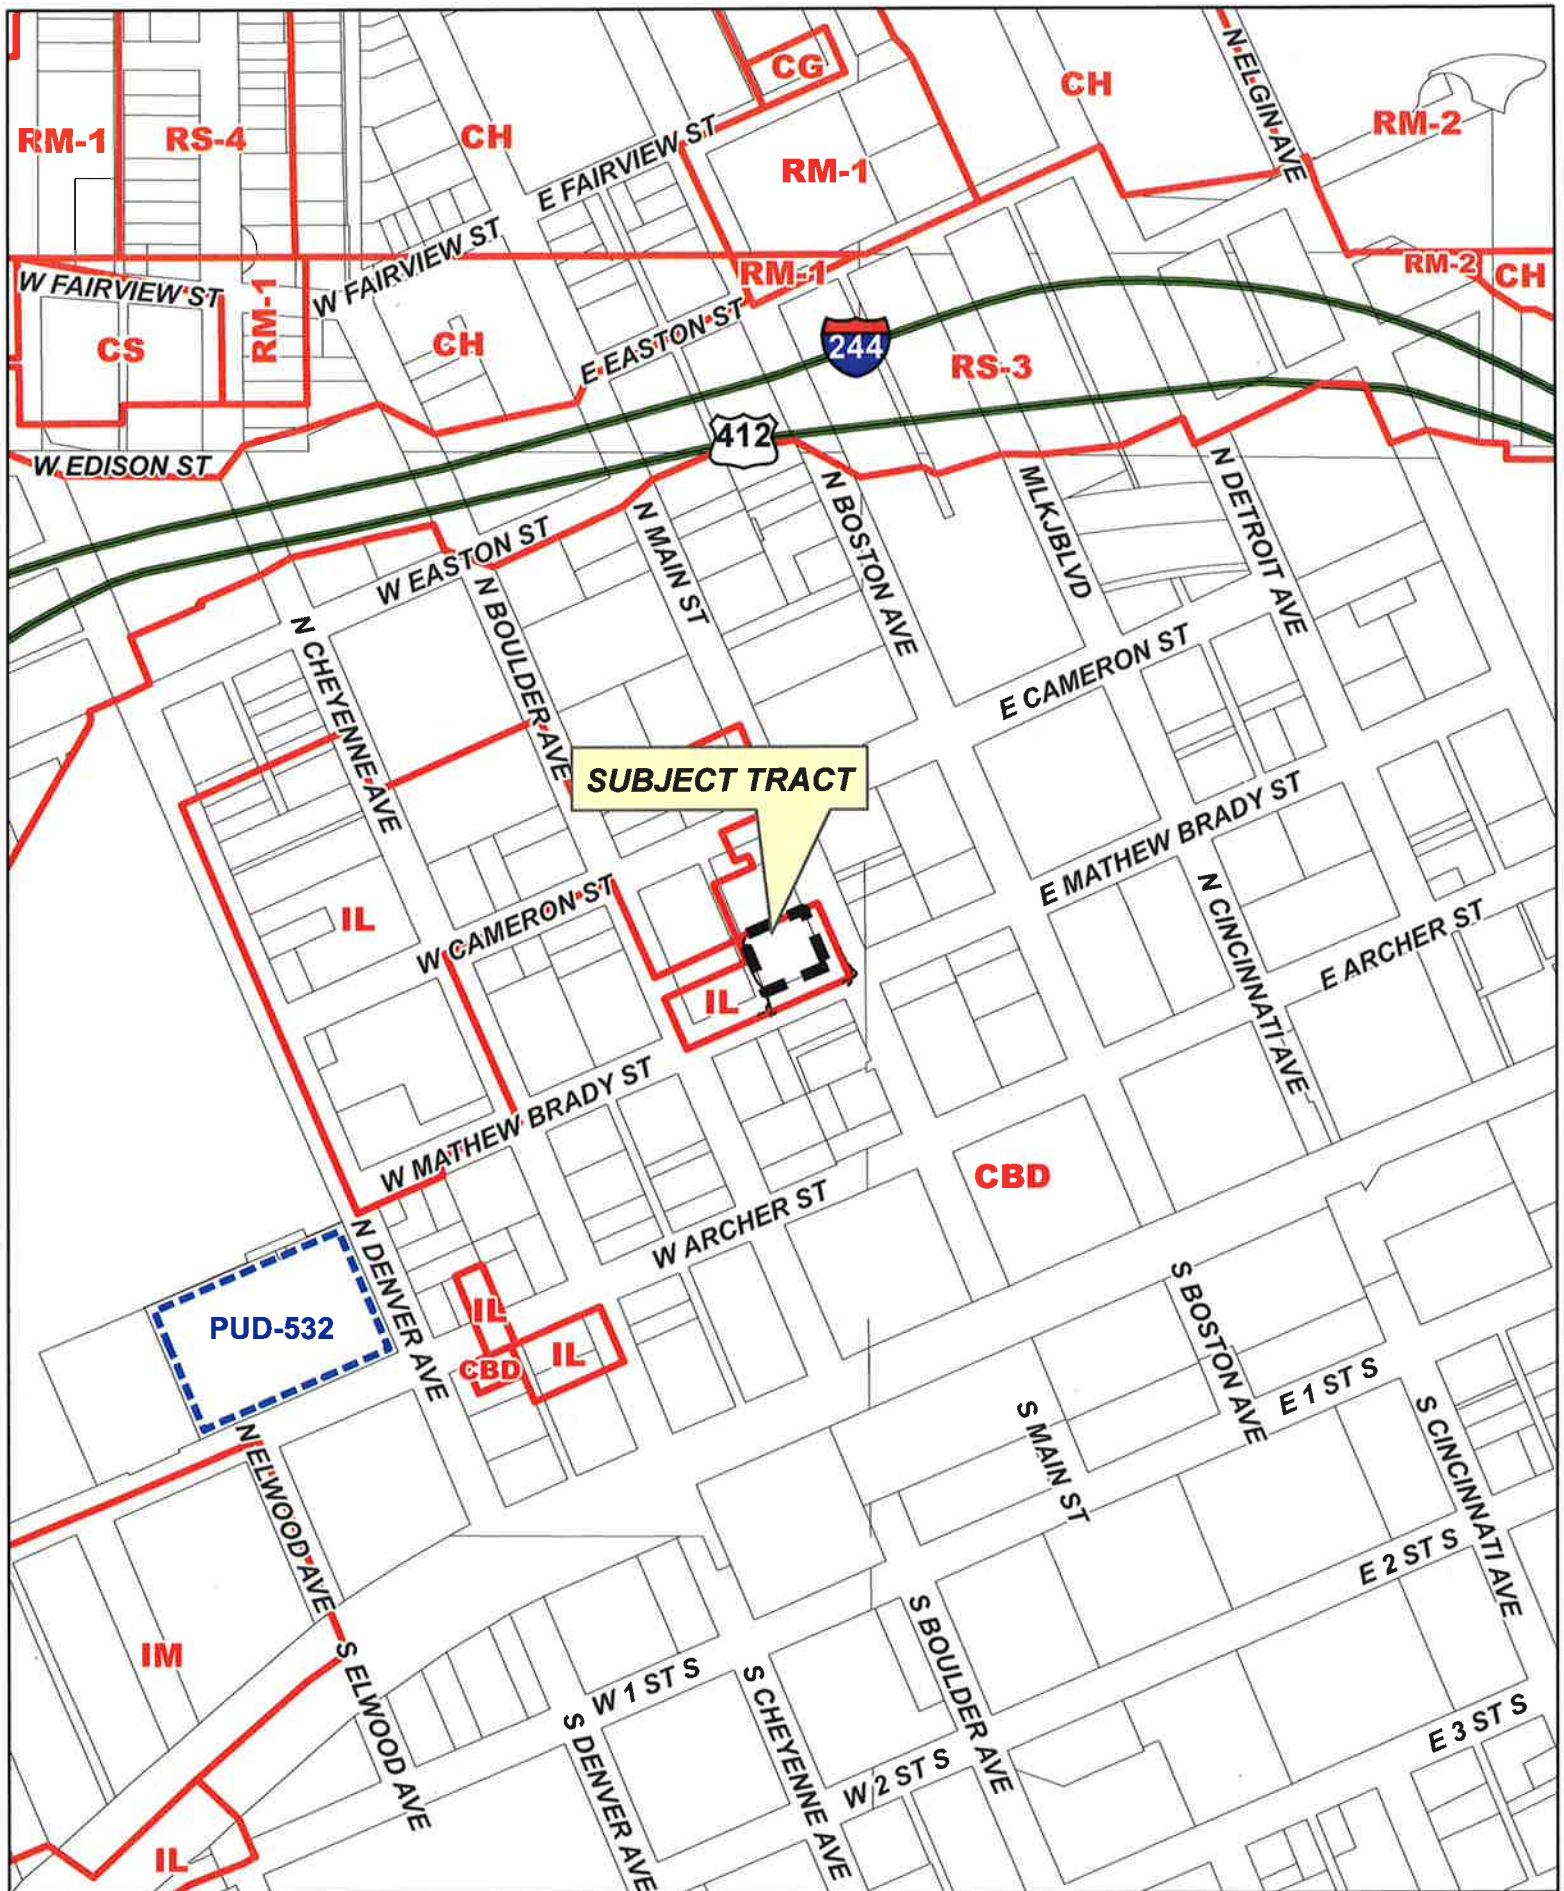 CG
CH
N ELGIN AVE
RM-1
RS-4
CH
RM-2
E FAIRVIEW ST
RM-1
W FAIRVIEW ST
W FAIRVIEW ST
RM-1
RM-2
CH
CS
RM-1
CH
E EASTON ST
244
RS-3
412
W EDISON ST
N MAIN ST
N BOSTON AVE
MLKJBLVD
N DETROIT AVE
W EASTON ST
N BOULDER AVE
N CHEYENNE AVE
E CAMERON ST
SUBJECT TRACT
E MATHEW BRADY ST
N CINCINNATI AVE
E ARCHER ST
IL
W CAMERON ST
IL
W MATHEW BRADY ST
CBD
W ARCHER ST
N DENVER AVE
PUD-532
IL
IL
CBD
S BOSTON AVE
E 1 ST S
S MAIN ST
S CINCINNATI AVE
N ELWOOD AVE
E 2 ST S
IM
S ELWOOD AVE
W 1 ST S
S BOULDER AVE
S CHEYENNE AVE
S DENVER AVE
W 2 ST S
E 3 ST S
IL